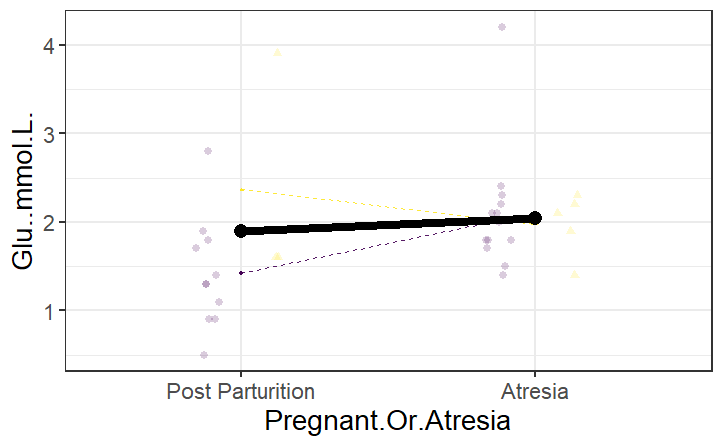 Glu..mmol.L.
4
3
2
1
Post Parturition
Atresia
Pregnant.Or.Atresia